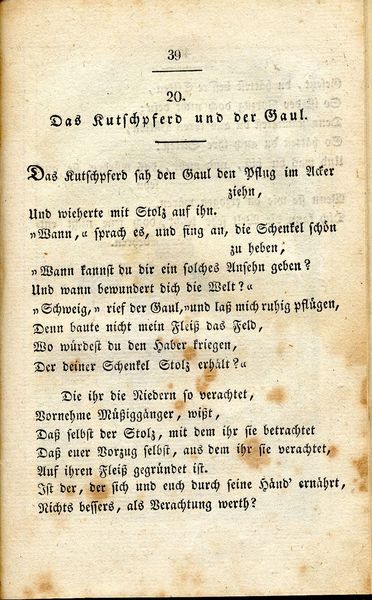 39
20.
Das Kutschpferd und der Gaul.
Das Kutschpferd sah den Gaul den Pflug im Acker
ziehn,
Und wieherte mit Stolz auf ihn.
„Wann,„ sprach es, und fing an, die Schenkel schön
zu heben,
„Wann kannst du dir ein solches Ansehn geben?
Und wann bewundert dich die Welt?“
„Schweig,„ rief der Gaul, „und laß mich ruhig pflügen,
Denn baute nicht mein Fleiß das Feld,
Wo würdest du den Haber kriegen,
Der deiner Schenkel Stolz erhält?“
Die ihr die Niedern so verachtet,
Vornehme Müßiggänger, wißt,
Daß selbst der Stolz, mit dem ihr sie betrachtet
Daß euer Vorzug selbst, aus dem ihr sie verachtet,
Auf ihren Fleiß gegründet ist.
Ist der, der sich und euch durch seine Händ' ernährt,
Nichts bessers, als Verachtung werth?